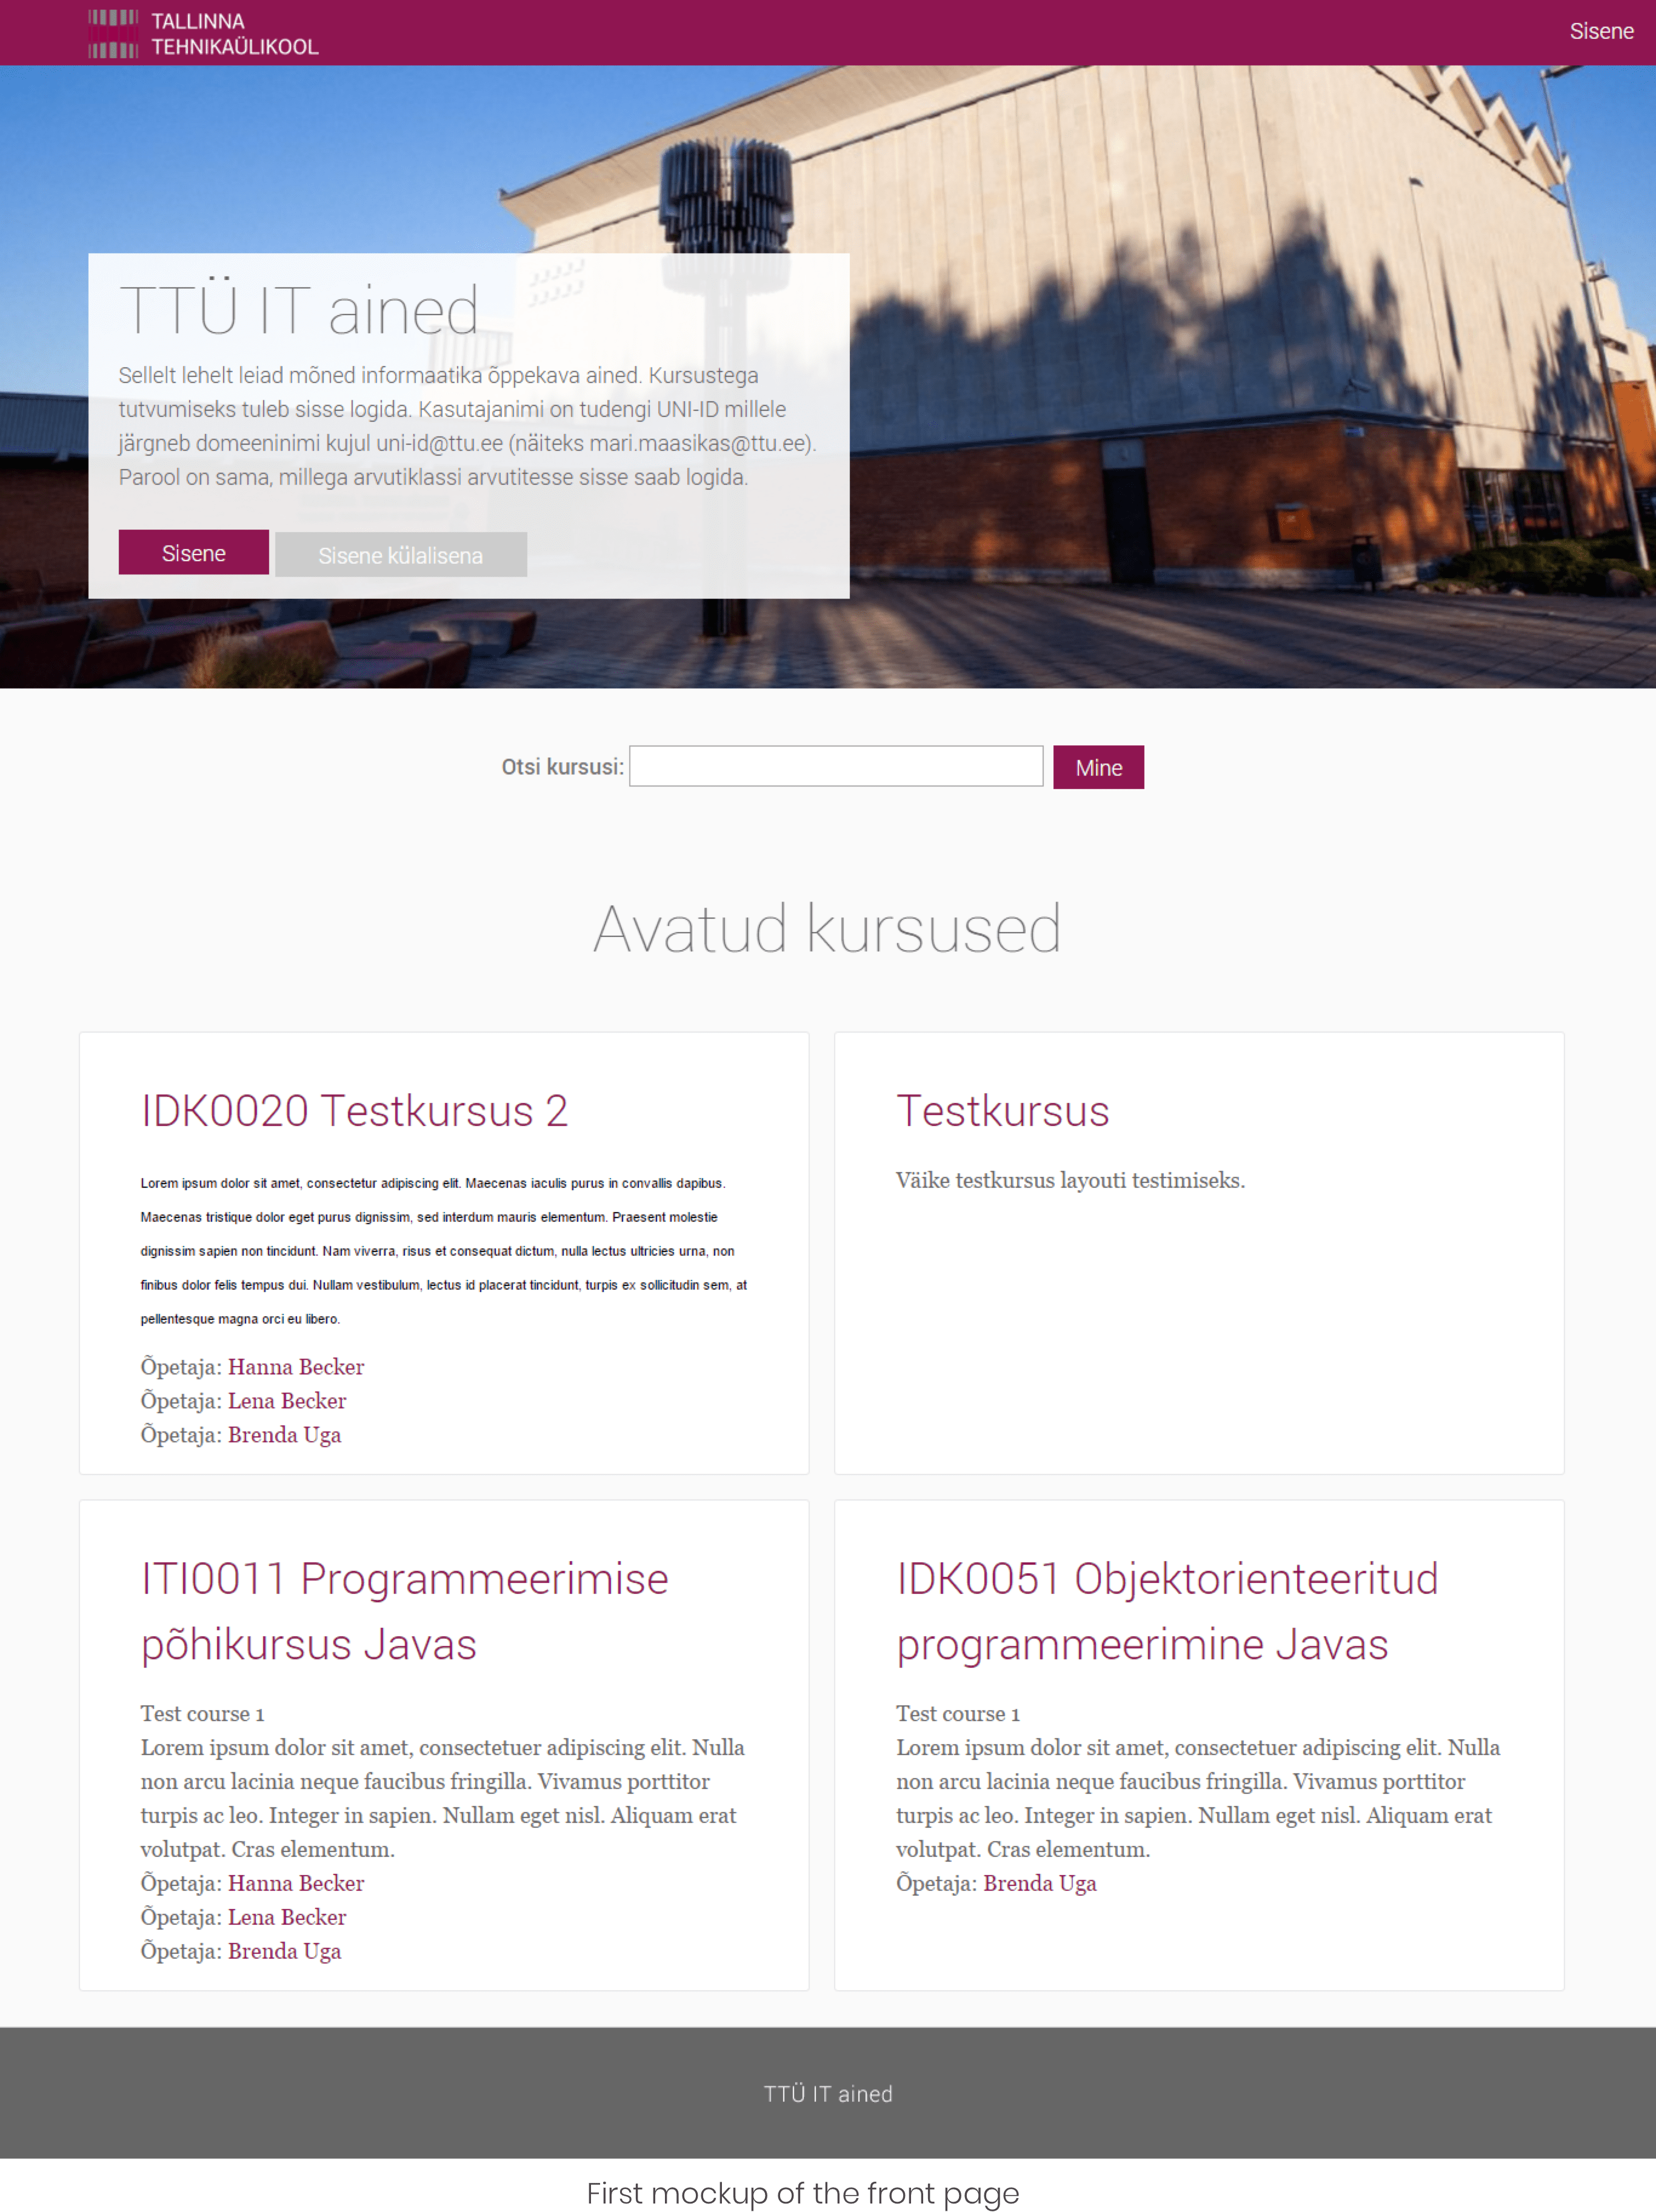 TALLINNA
TEHNIKAÜLIKOOL
Sisene
TTÜ IT ained
Sellelt lehelt leiad mõned informaatika õppekava ained. Kursustega
tutvumiseks tuleb sisse logida. Kasutajanimi on tudengi UNI-ID millele
järgneb domeeninimi kujul uni-id@ttu.ee (näiteks mari.maasikas@ttu.ee).
Parool on sama, millega arvutiklassi arvutitesse sisse saab logida.
Sisene
Sisene külalisena
Otsi kursusi:
Mine
Avatud kursused
IDK0020 Testkursus 2
Lorem ipsum dolor sit amet, consectetur adipiscing elit. Maecenas iaculis purus in convallis dapibus.
Maecenas tristique dolor eget purus dignissim, sed interdum mauris elementum. Praesent molestie
dignissim sapien non tincidunt. Nam viverra, risus et consequat dictum, nulla lectus ultricies urna, non
finibus dolor felis tempus dui. Nullam vestibulum, lectus id placerat tincidunt, turpis ex sollicitudin sem, at
pellentesque magna orci eu libero.
Õpetaja: Hanna Becker
Õpetaja: Lena Becker
Õpetaja: Brenda Uga
Testkursus
Väike testkursus layouti testimiseks.
ITI0011 Programmeerimise
põhikursus Javas
Test course 1
Lorem ipsum dolor sit amet, consectetuer adipiscing elit. Nulla
non arcu lacinia neque faucibus fringilla. Vivamus porttitor
turpis ac leo. Integer in sapien. Nullam eget nisl. Aliquam erat
volutpat. Cras elementum.
Õpetaja: Hanna Becker
Õpetaja: Lena Becker
Õpetaja: Brenda Uga
IDK0051 Objektorienteeritud
programmeerimine Javas
Test course 1
Lorem ipsum dolor sit amet, consectetuer adipiscing elit. Nulla
non arcu lacinia neque faucibus fringilla. Vivamus porttitor
turpis ac leo. Integer in sapien. Nullam eget nisl. Aliquam erat
volutpat. Cras elementum.
Õpetaja: Brenda Uga
TTÜ IT ained
First mockup of the front page